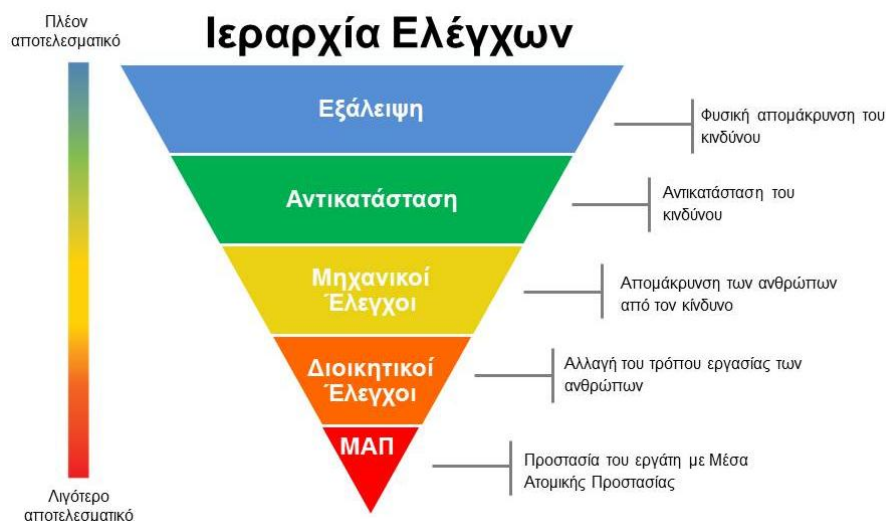 Πλέον
αποτελεσματικό
Ιεραρχία Ελέγχων
Εξάλειψη
Φυσική απομάκρυνση του
κινδύνου
Αντικατάσταση
Αντικατάσταση του
κινδύνου
Μηχανικοί
Έλεγχοι
Απομάκρυνση των ανθρώπων
από τον κίνδυνο
Διοικητικοί
Έλεγχοι
Αλλαγή του τρόπου εργασίας των
ανθρώπων
ΜΑΠ
Προστασία του εργάτη με Μέσα
Ατομικής Προστασίας
Λιγότερο
αποτελεσματικό